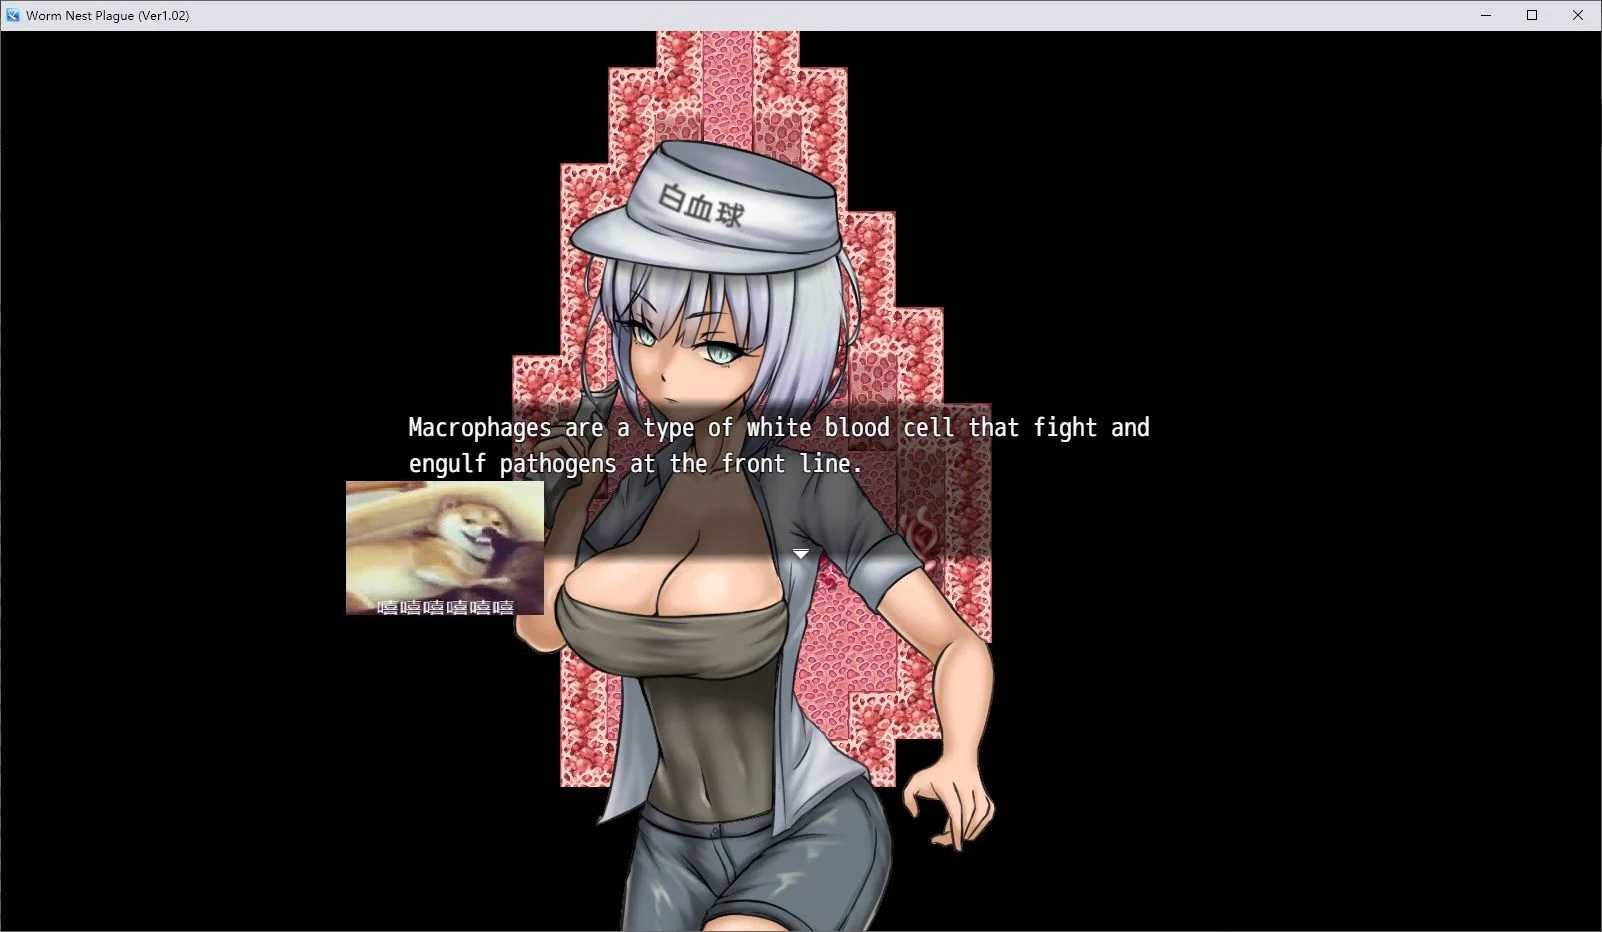 Worm Nest Plague (Ver1.02)
白血球
Macrophages are a type of white blood cell that fight and
engulf pathogens at the front line.
嘻嘻嘻嘻嘻嘻